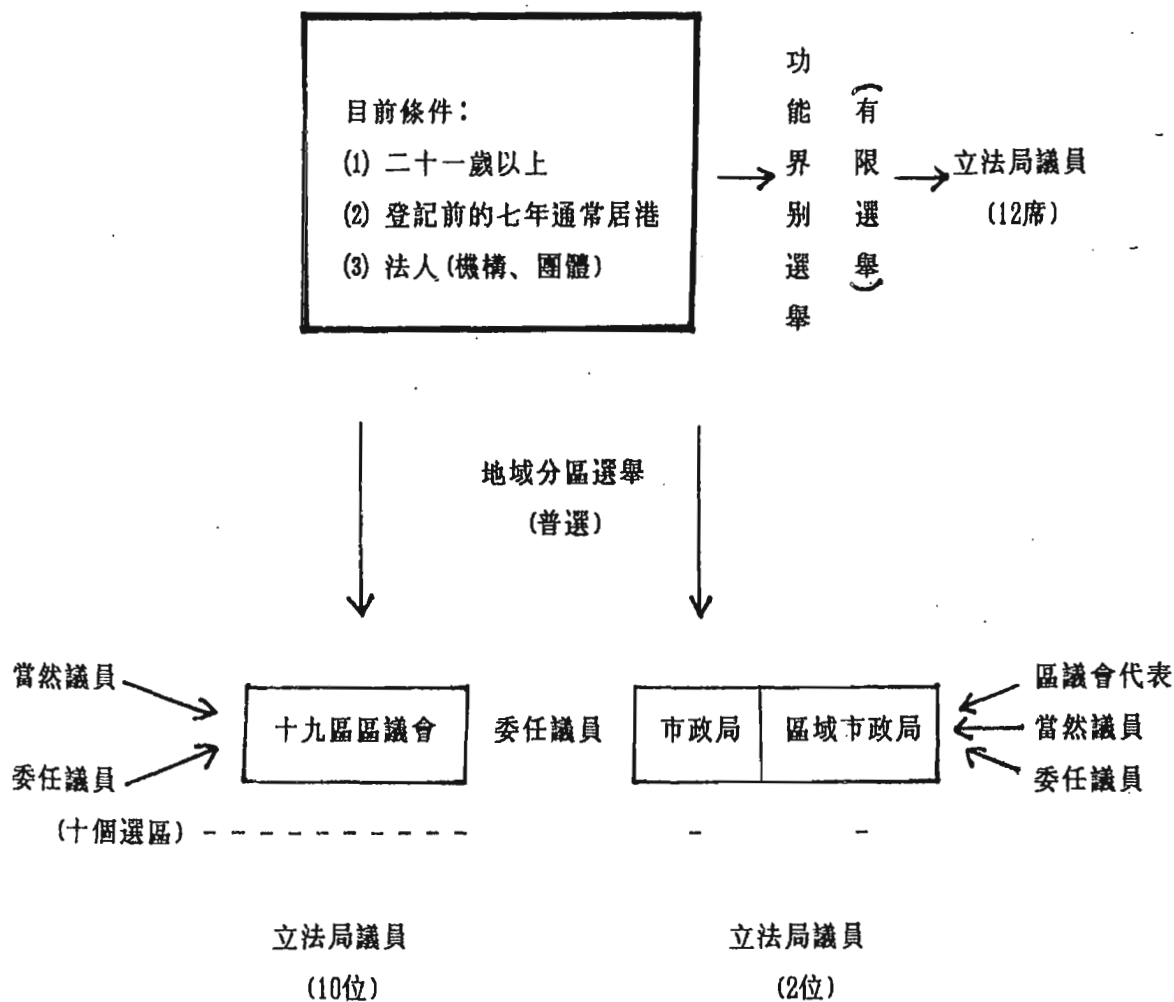 目前條件：
(1) 二十一歲以上
(2) 登記前的七年通常居港
(3) 法人(機構、團體)
功能界别選舉
(有限選舉)
立法局議員
(12席)
地域分區選舉
(普選)
當然議員
委任議員
(十個選區)
十九區區議會
委任議員
市政局
區域市政局
區議會代表
當然議員
委任議員
立法局議員
(10位)
立法局議員
(2位)